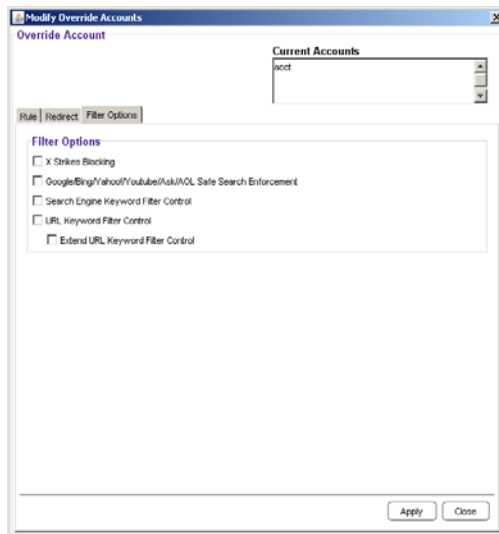 Modify Override Accounts
Override Account
Current Accounts
acct
Rule Redirect Filter Options
Filter Options
X Strikes Blocking
Google/Bing/Yahoo!/Youtube/Ask/AOL Safe Search Enforcement
Search Engine Keyword Filter Control
URL Keyword Filter Control
Extend URL Keyword Filter Control
Apply Close